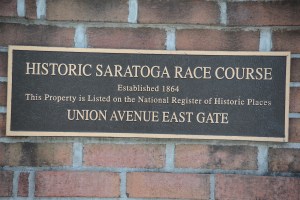 HISTORIC SARATOGA RACE COURSE
Established 1864
This Property is Listed on the National Register of Historic Places
UNION AVENUE EAST GATE